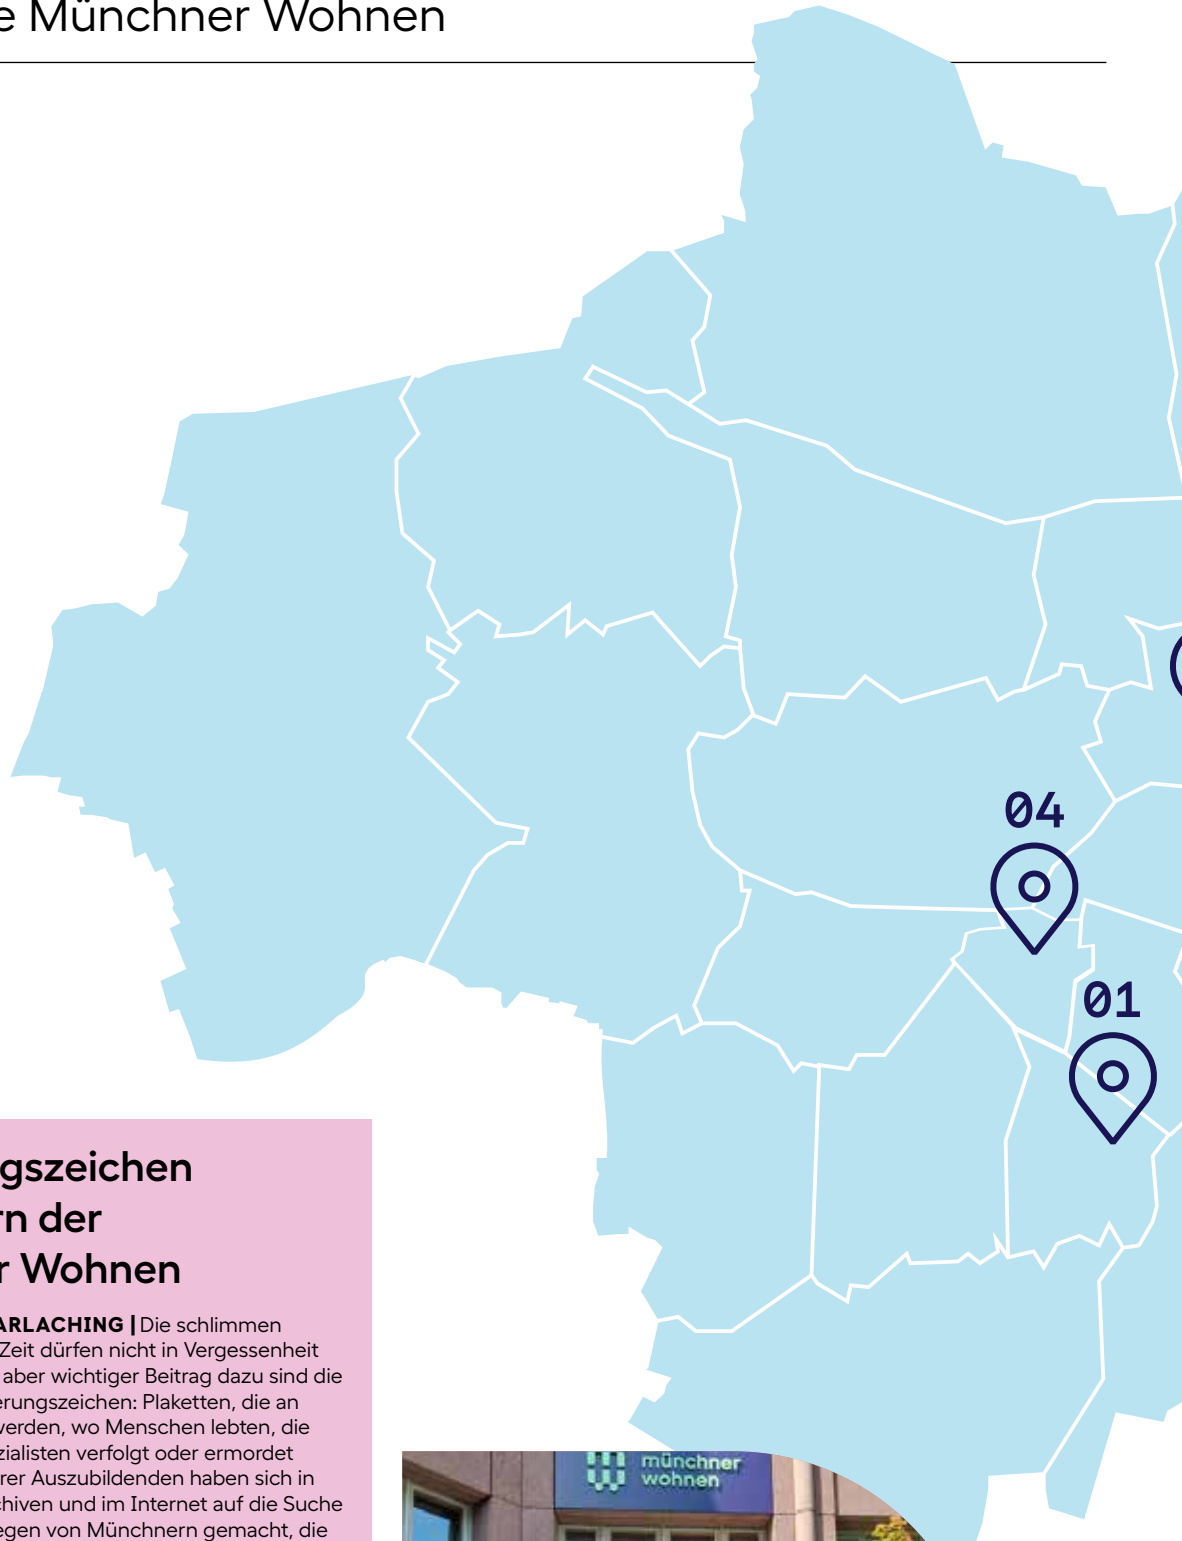 e Münchner Wohnen
04
01
gszeichen
rn der
r Wohnen
ARLACHING | Die schlimmen
Zeit dürfen nicht in Vergessenheit
aber wichtiger Beitrag dazu sind die
erungszeichen: Plaketten, die an
werden, wo Menschen lebten, die
zialisten verfolgt oder ermordet
rer Auszubildenden haben sich in
chiven und im Internet auf die Suche
egen von Münchnern gemacht, die
münchner
wohnen